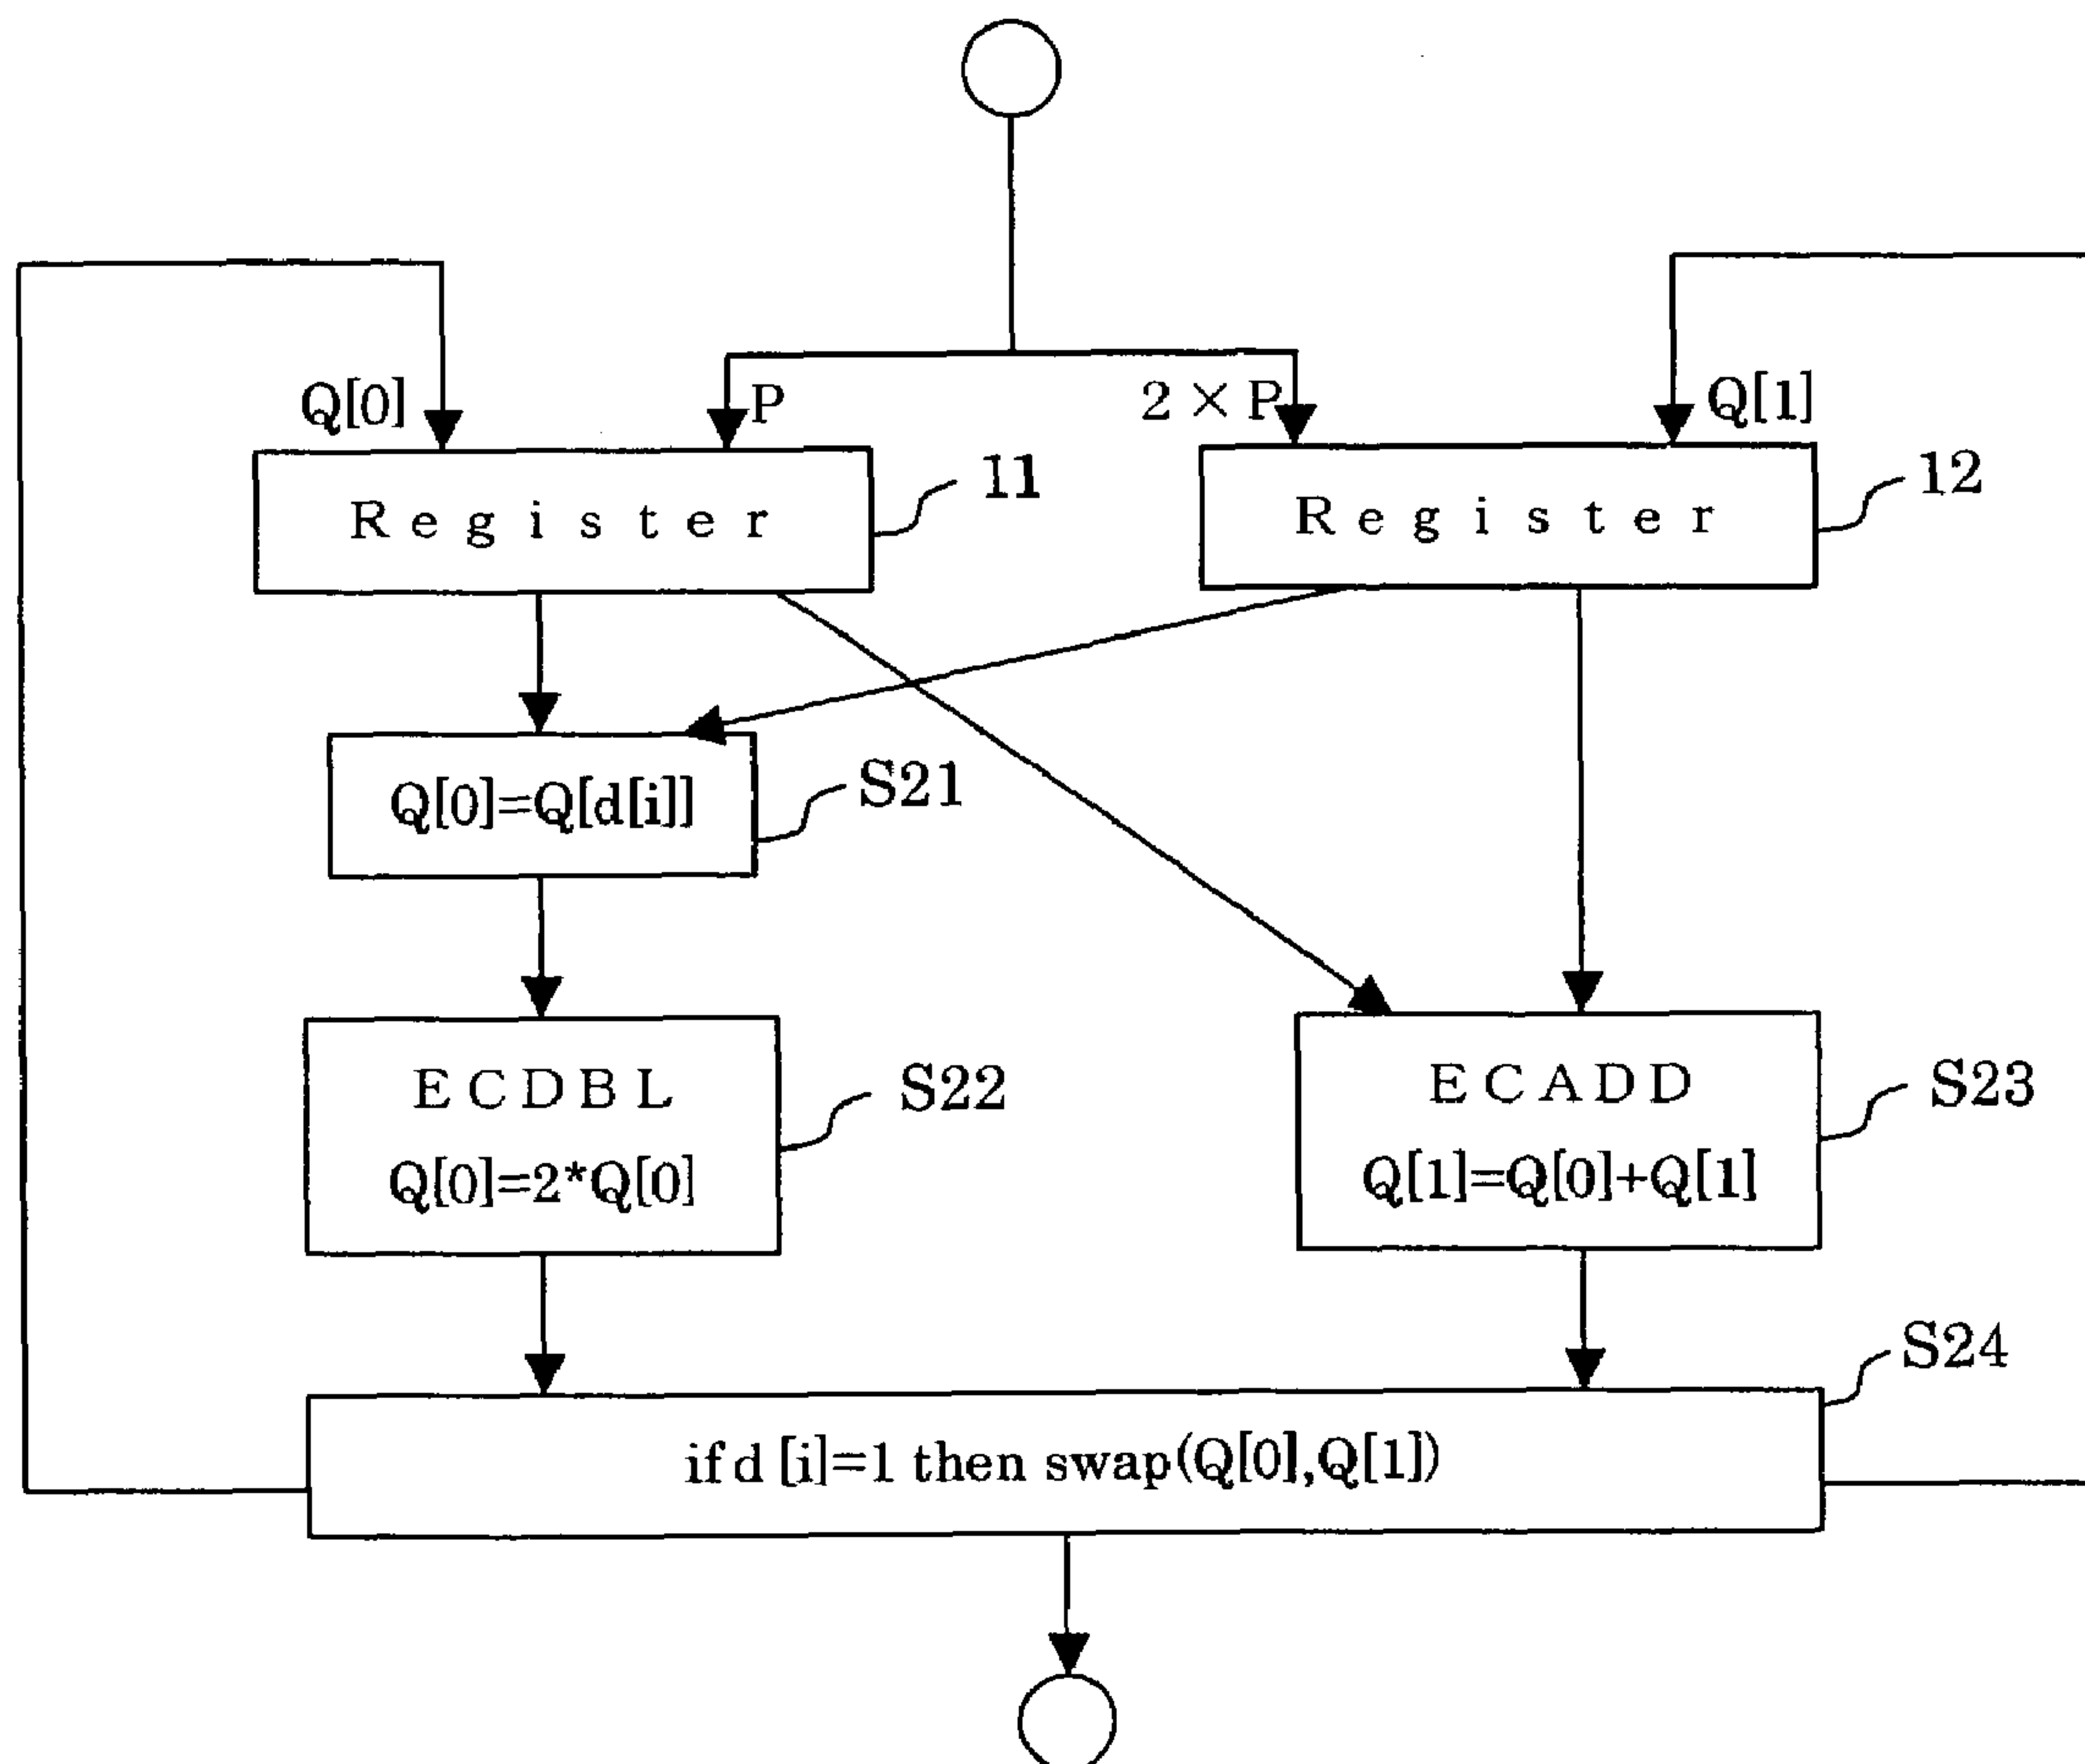 Q[0]
P
2 × P
Q[1]
Register
11
Register
12
Q[0]=Q[d[i]]
S21
ECDBL
Q[0]=2*Q[0]
S22
ECADD
Q[1]=Q[0]+Q[1]
S23
S24
if d [i]=1 then swap(Q[0],Q[1])